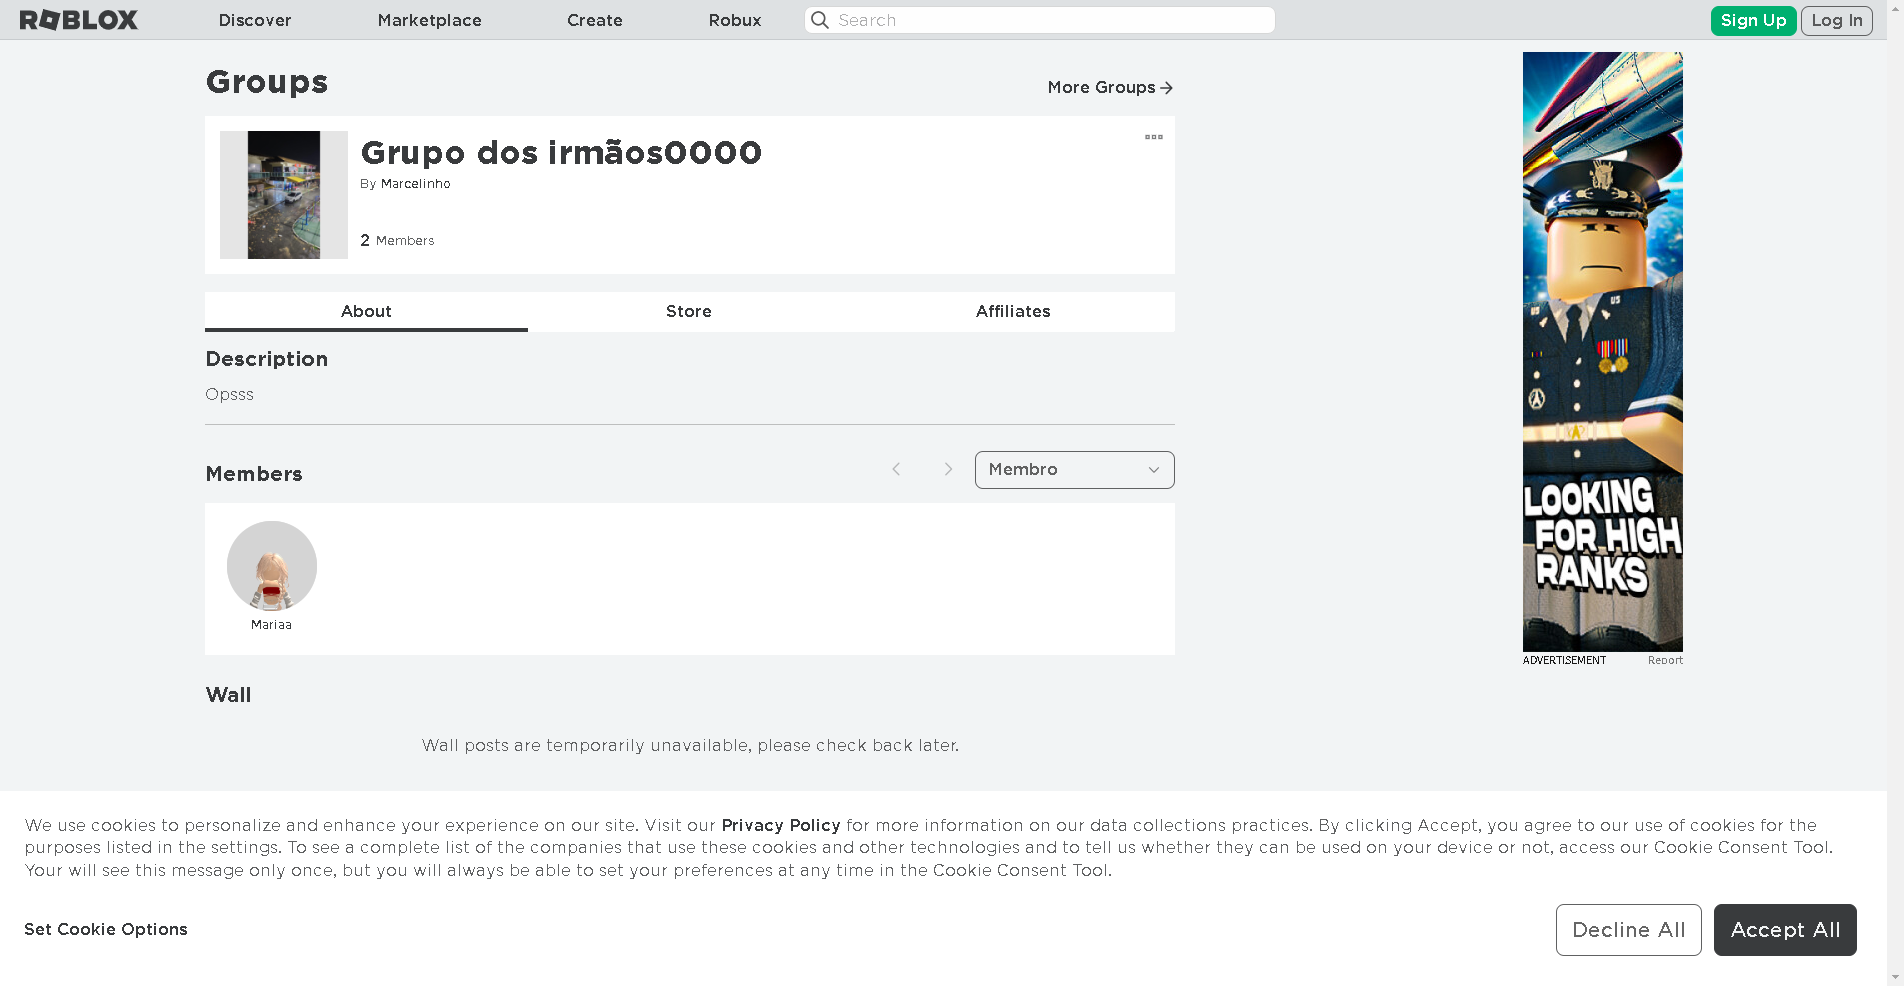 ROBLOX
Discover
Marketplace
Create
Robux
Search
Sign Up
Log In
Groups
More Groups
Grupo dos irmãos0000
By Marcelinho
2 Members
About
Store
Affiliates
Description
Opsss
Members
Membro
Mariaa
Wall
Wall posts are temporarily unavailable, please check back later.
US
US
LOOKING
FOR HIGH
RANKS
ADVERTISEMENT
Report
We use cookies to personalize and enhance your experience on our site. Visit our Privacy Policy for more information on our data collections practices. By clicking Accept, you agree to our use of cookies for the
purposes listed in the settings. To see a complete list of the companies that use these cookies and other technologies and to tell us whether they can be used on your device or not, access our Cookie Consent Tool.
Your will see this message only once, but you will always be able to set your preferences at any time in the Cookie Consent Tool.
Set Cookie Options
Decline All
Accept All